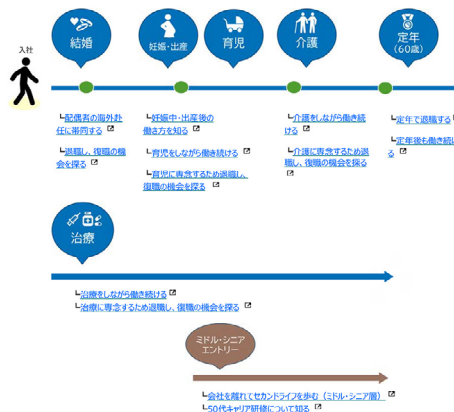 結婚
妊娠・出産
育児
介護
定年
(60歳)
入社
┗配偶者の海外赴
任に帯同する
┗退職し、復職の機
会を探る
┗妊娠中・出産後の
働き方を知る
┗育児をしながら働き続ける
┗育児に専念するため退職し、
復職の機会を探る
┗介護をしながら働き続
ける
┗介護に専念するため退
職し、復職の機会を探る
┗定年で退職する
┗定年後も働き続け
る
治療
┗治療をしながら働き続ける
┗治療に専念するため退職し、復職の機会を探る
ミドル・シニア
エントリー
┗会社を離れてセカンドライフを歩む（ミドル・シニア層）
┗50代キャリア研修について知る